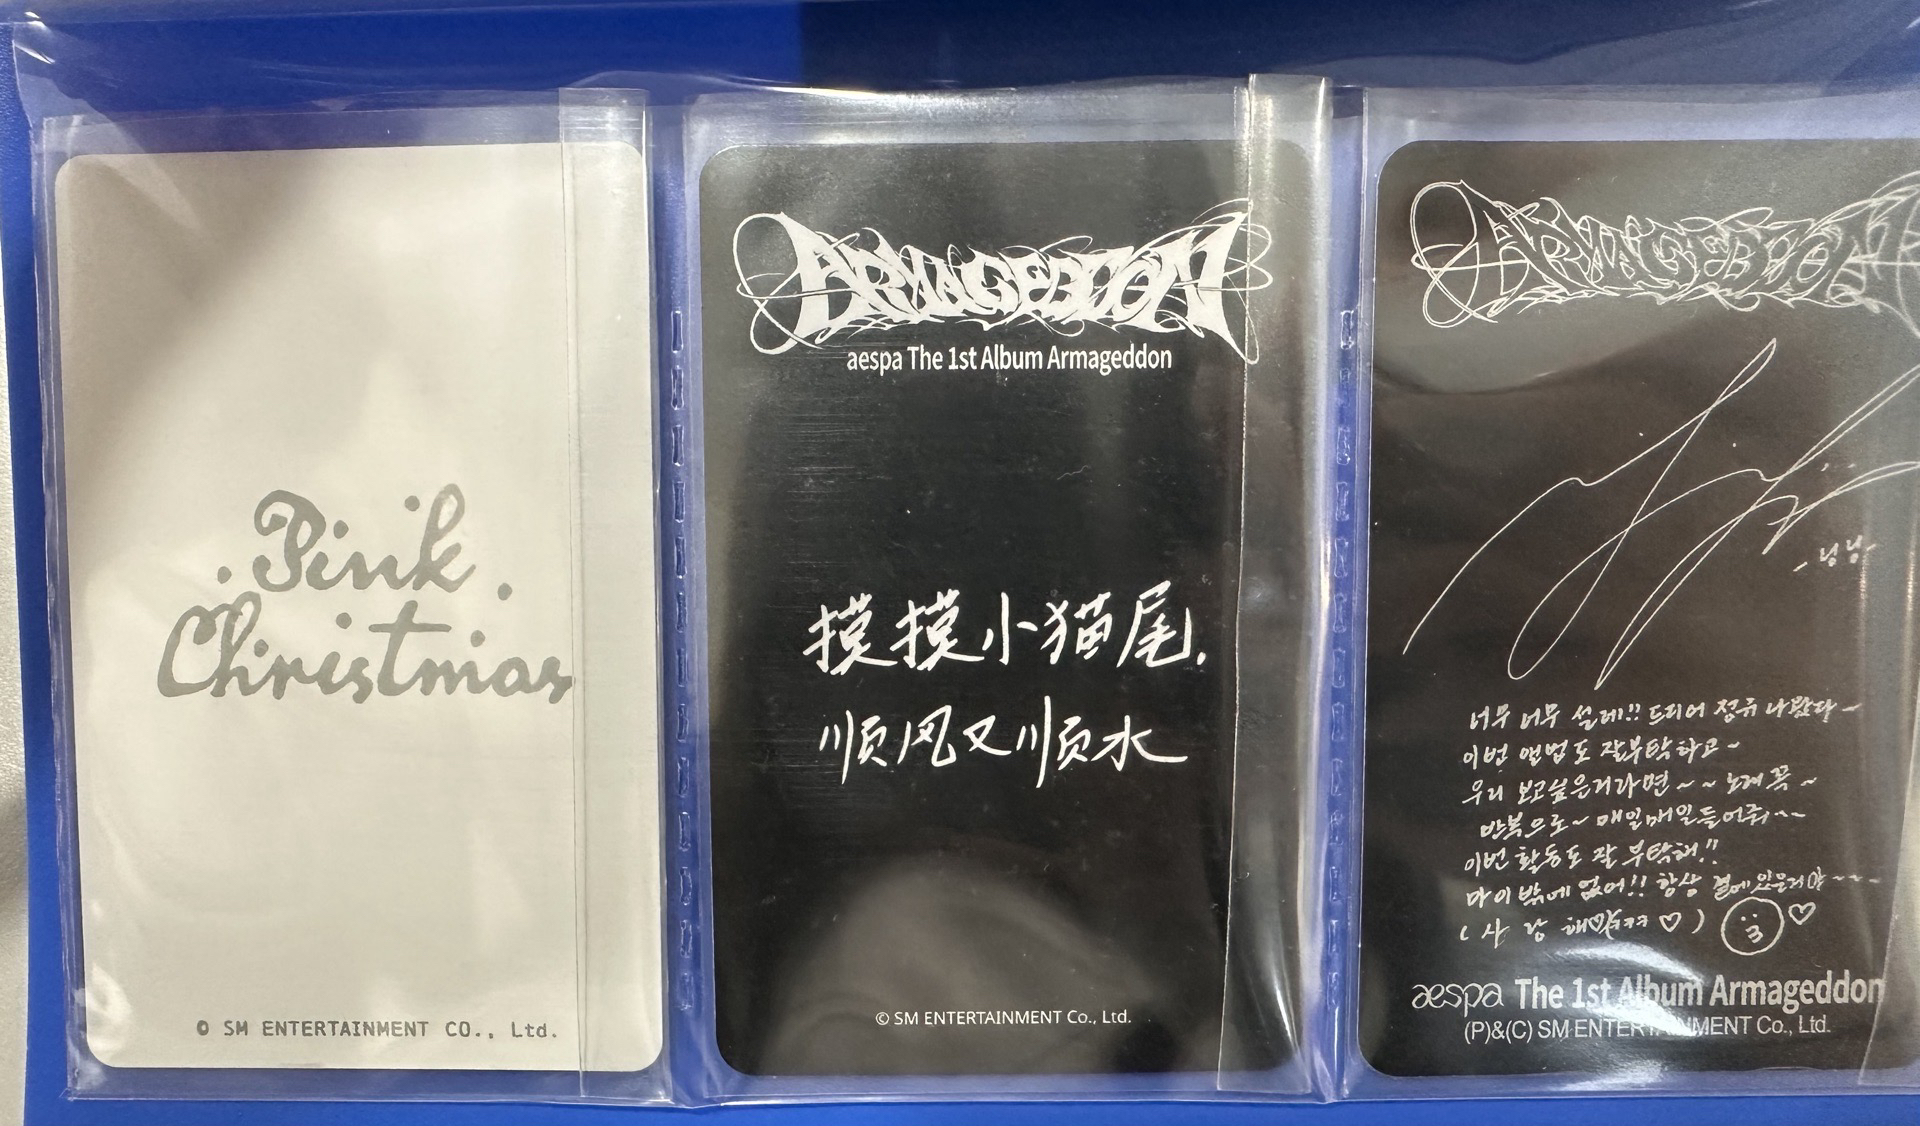 Pink
Christmas
© SM ENTERTAINMENT CO., Ltd.
ARMAGEDDON
aespa The 1st Album Armageddon
摸摸小猫尾.
顺风又顺水
© SM ENTERTAINMENT Co., Ltd.
ARMAGEDDON
-닝닝-
너무 너무 설레!! 드디어 정규 나왔다~
이번 앨범도 잘부탁하고~
우리 보고싶은거라면~~ 노래 꼭~
반복으로~ 매일매일 들어줘~~
이번 활동도 잘 부탁해!!
마이밖에 없어!! 항상 곁에있을거야~~~
사랑해
aespa The 1st Album Armageddon
(P)&(C) SM ENTERTAINMENT Co., Ltd.